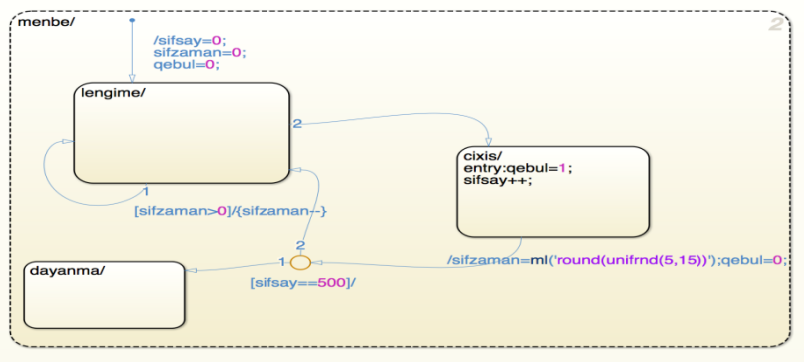 menbe/
2
/sifsay=0;
sifzaman=0;
qebul=0;
lengime/
2
cixis/
entry:qebul=1;
sifsay++;
1
[sifzaman>0]/{sifzaman--}
2
1
/sifzaman=ml('round(unifrnd(5,15))');qebul=0;
dayanma/
[sifsay==500]/